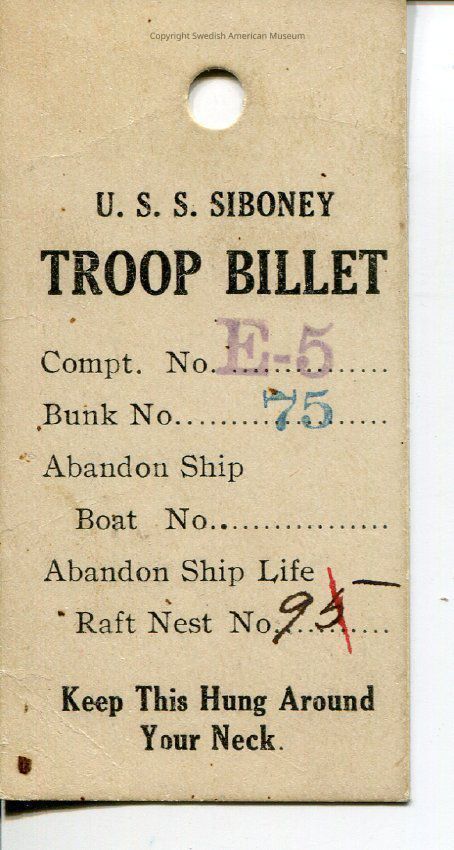 Copyright Swedish American Museum
U. S. S. SIBONEY
TROOP BILLET
Compt. No. E-5
Bunk No. 75
Abandon Ship
Boat No.
Abandon Ship Life
Raft Nest No. 95
Keep This Hung Around
Your Neck.